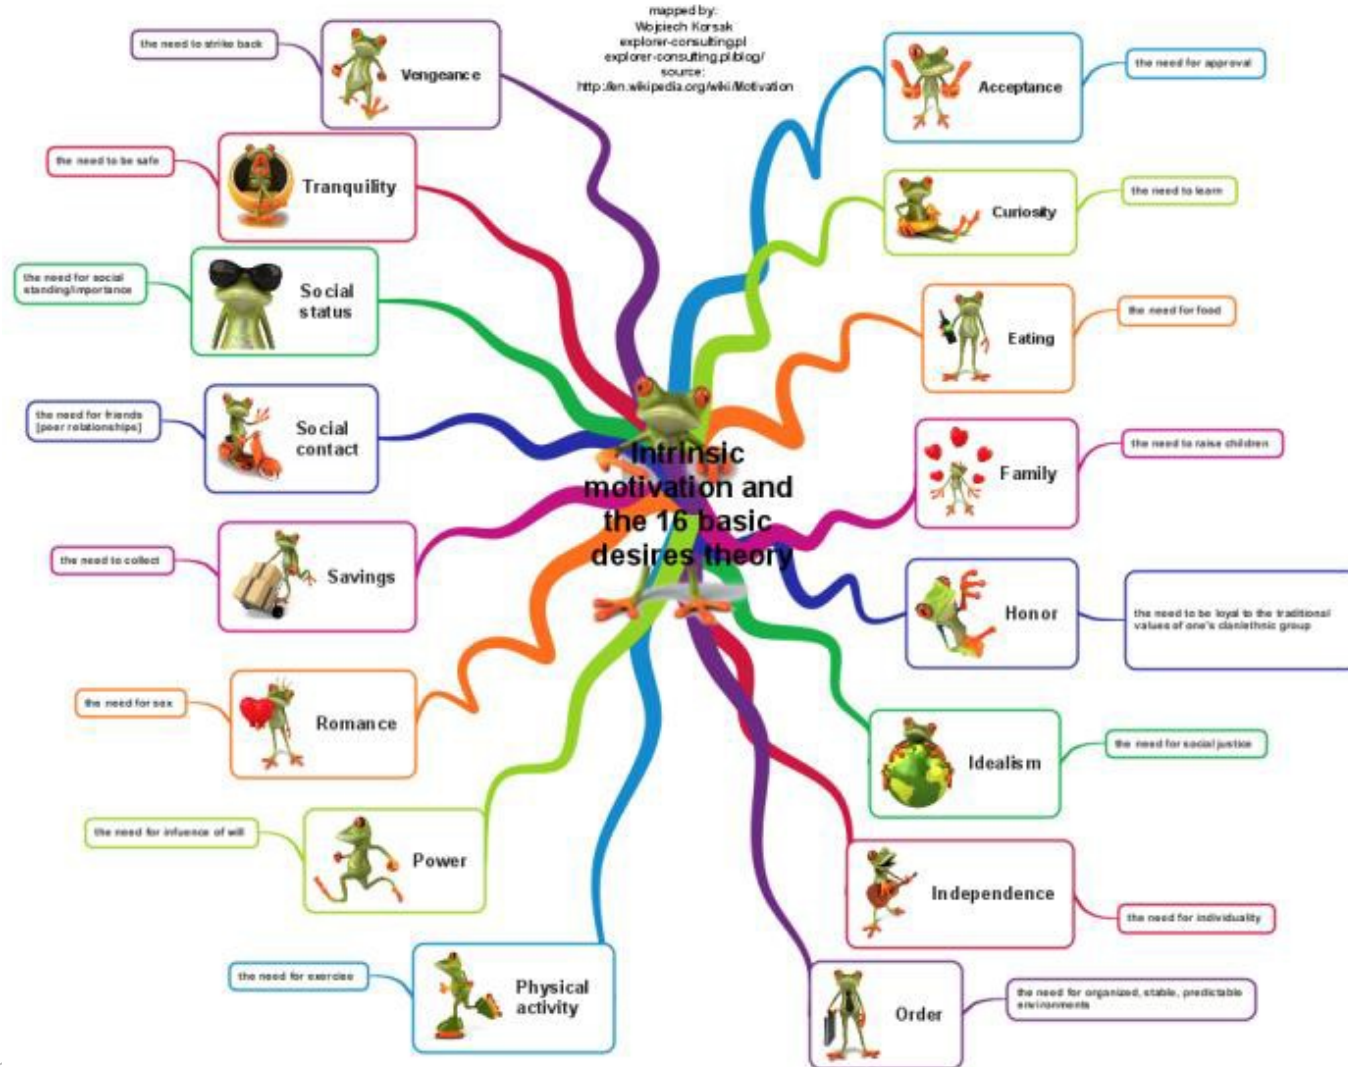 mapped by:
Wojciech Korsak
explorer-consulting.pl
explorer-consulting.pl/blog/
source:
http://en.wikipedia.org/wiki/Motivation
Intrinsic
motivation and
the 16 basic
desires theory
Acceptance
the need for approval
Curiosity
the need to learn
Eating
the need for food
Family
the need to raise children
Honor
the need to be loyal to the traditional
values of one's clan/ethnic group
Idealism
the need for social justice
Independence
the need for individuality
Order
the need for organized, stable, predictable
environments
Physical
activity
the need for exercise
Power
the need for infuence of will
Romance
the need for sex
Savings
the need to collect
Social
contact
the need for friends
[peer relationships]
Social
status
the need for social
standing/importance
Tranquility
the need to be safe
Vengeance
the need to strike back